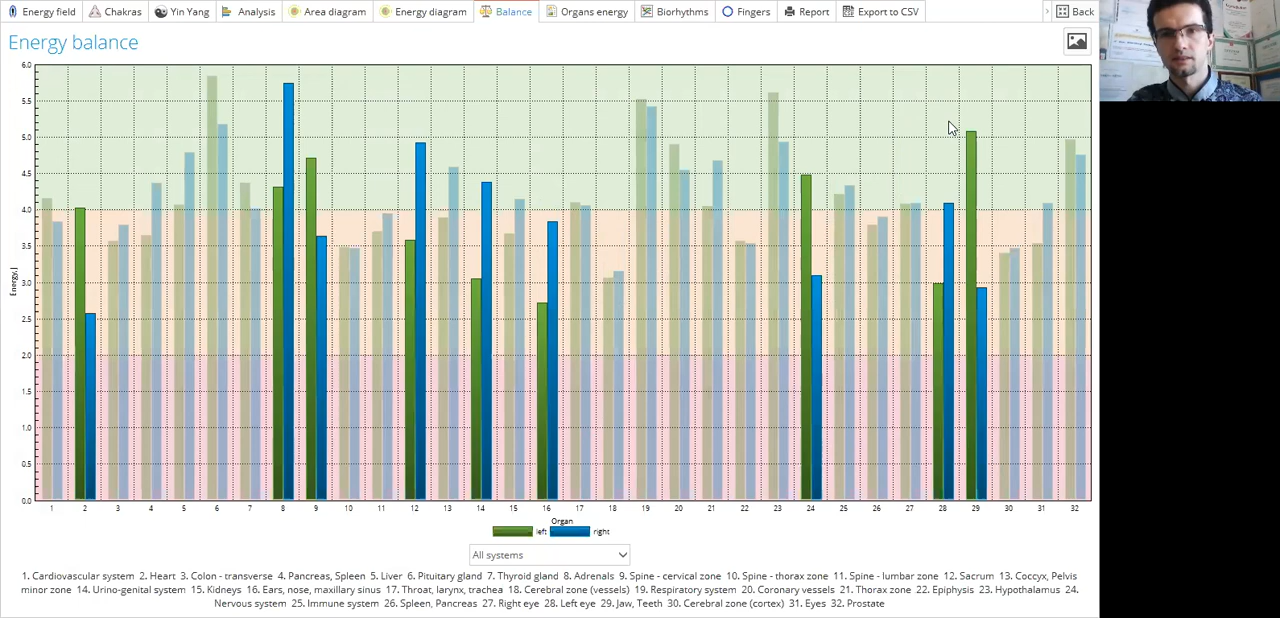 Energy field Chakras Yin Yang Analysis Area diagram Energy diagram Balance Organs energy Biorhythms Fingers Report Export to CSV Back
Energy balance
6.0
5.5
5.0
4.5
4.0
3.5
3.0
2.5
2.0
1.5
1.0
0.5
0.0
Energy,J
1 2 3 4 5 6 7 8 9 10 11 12 13 14 15 16 17 18 19 20 21 22 23 24 25 26 27 28 29 30 31 32
Organ
left right
All systems
1. Cardiovascular system 2. Heart 3. Colon - transverse 4. Pancreas, Spleen 5. Liver 6. Pituitary gland 7. Thyroid gland 8. Adrenals 9. Spine - cervical zone 10. Spine - thorax zone 11. Spine - lumbar zone 12. Sacrum 13. Coccyx, Pelvis
minor zone 14. Urino-genital system 15. Kidneys 16. Ears, nose, maxillary sinus 17. Throat, larynx, trachea 18. Cerebral zone (vessels) 19. Respiratory system 20. Coronary vessels 21. Thorax zone 22. Epiphysis 23. Hypothalamus 24.
Nervous system 25. Immune system 26. Spleen, Pancreas 27. Right eye 28. Left eye 29. Jaw, Teeth 30. Cerebral zone (cortex) 31. Eyes 32. Prostate